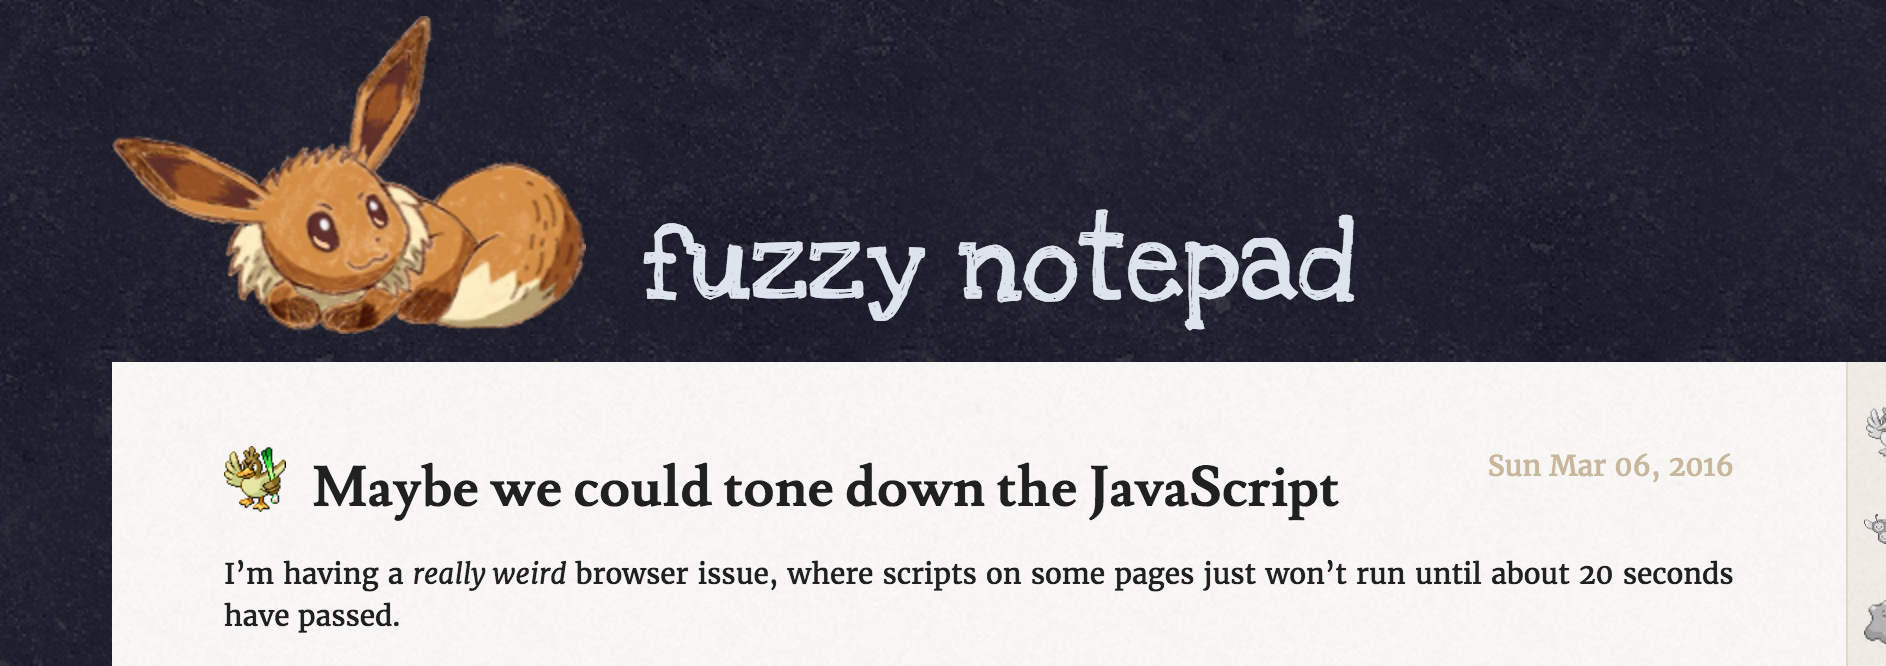 fuzzy notepad
Maybe we could tone down the JavaScript
Sun Mar 06, 2016
I’m having a really weird browser issue, where scripts on some pages just won’t run until about 20 seconds
have passed.